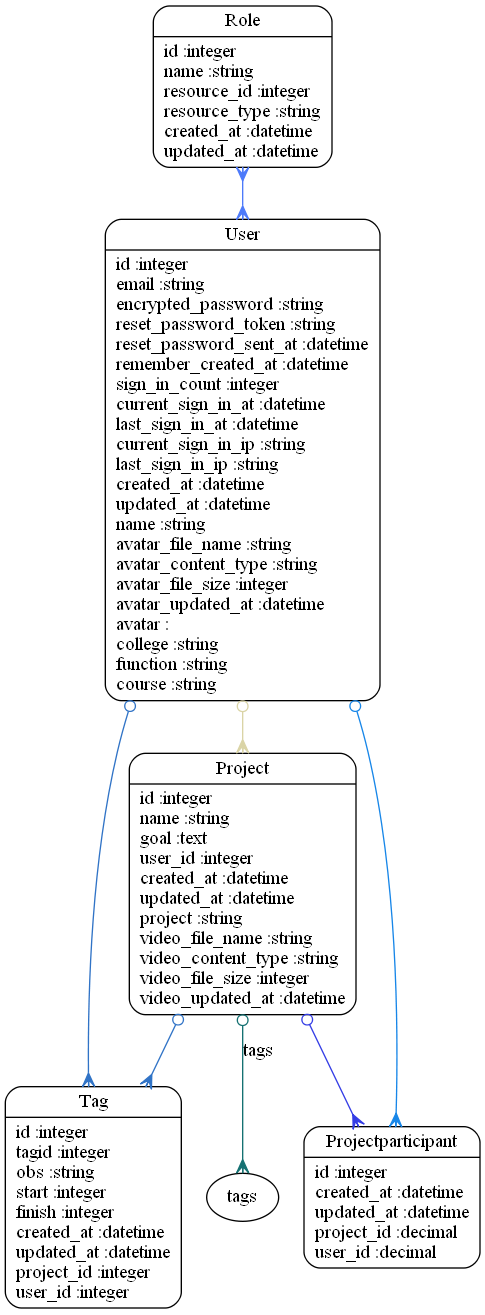 Role
id :integer
name :string
resource_id :integer
resource_type :string
created_at :datetime
updated_at :datetime
User
id :integer
email :string
encrypted_password :string
reset_password_token :string
reset_password_sent_at :datetime
remember_created_at :datetime
sign_in_count :integer
current_sign_in_at :datetime
last_sign_in_at :datetime
current_sign_in_ip :string
last_sign_in_ip :string
created_at :datetime
updated_at :datetime
name :string
avatar_file_name :string
avatar_content_type :string
avatar_file_size :integer
avatar_updated_at :datetime
avatar :
college :string
function :string
course :string
Project
id :integer
name :string
goal :text
user_id :integer
created_at :datetime
updated_at :datetime
project :string
video_file_name :string
video_content_type :string
video_file_size :integer
video_updated_at :datetime
tags
Tag
id :integer
tagid :integer
obs :string
start :integer
finish :integer
created_at :datetime
updated_at :datetime
project_id :integer
user_id :integer
tags
Projectparticipant
id :integer
created_at :datetime
updated_at :datetime
project_id :decimal
user_id :decimal